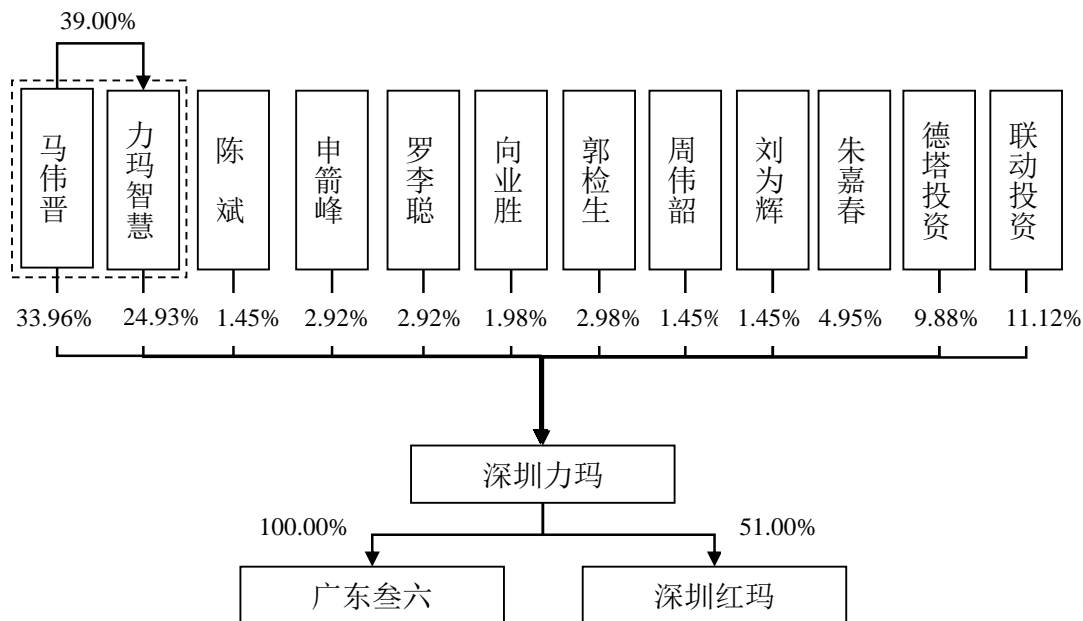 39.00%
马伟晋
力玛智慧
陈 斌
申箭峰
罗李聪
向业胜
郭检生
周伟韶
刘为辉
朱嘉春
德塔投资
联动投资
33.96%
24.93%
1.45%
2.92%
2.92%
1.98%
2.98%
1.45%
1.45%
4.95%
9.88%
11.12%
深圳力玛
100.00%
51.00%
广东叁六
深圳红玛